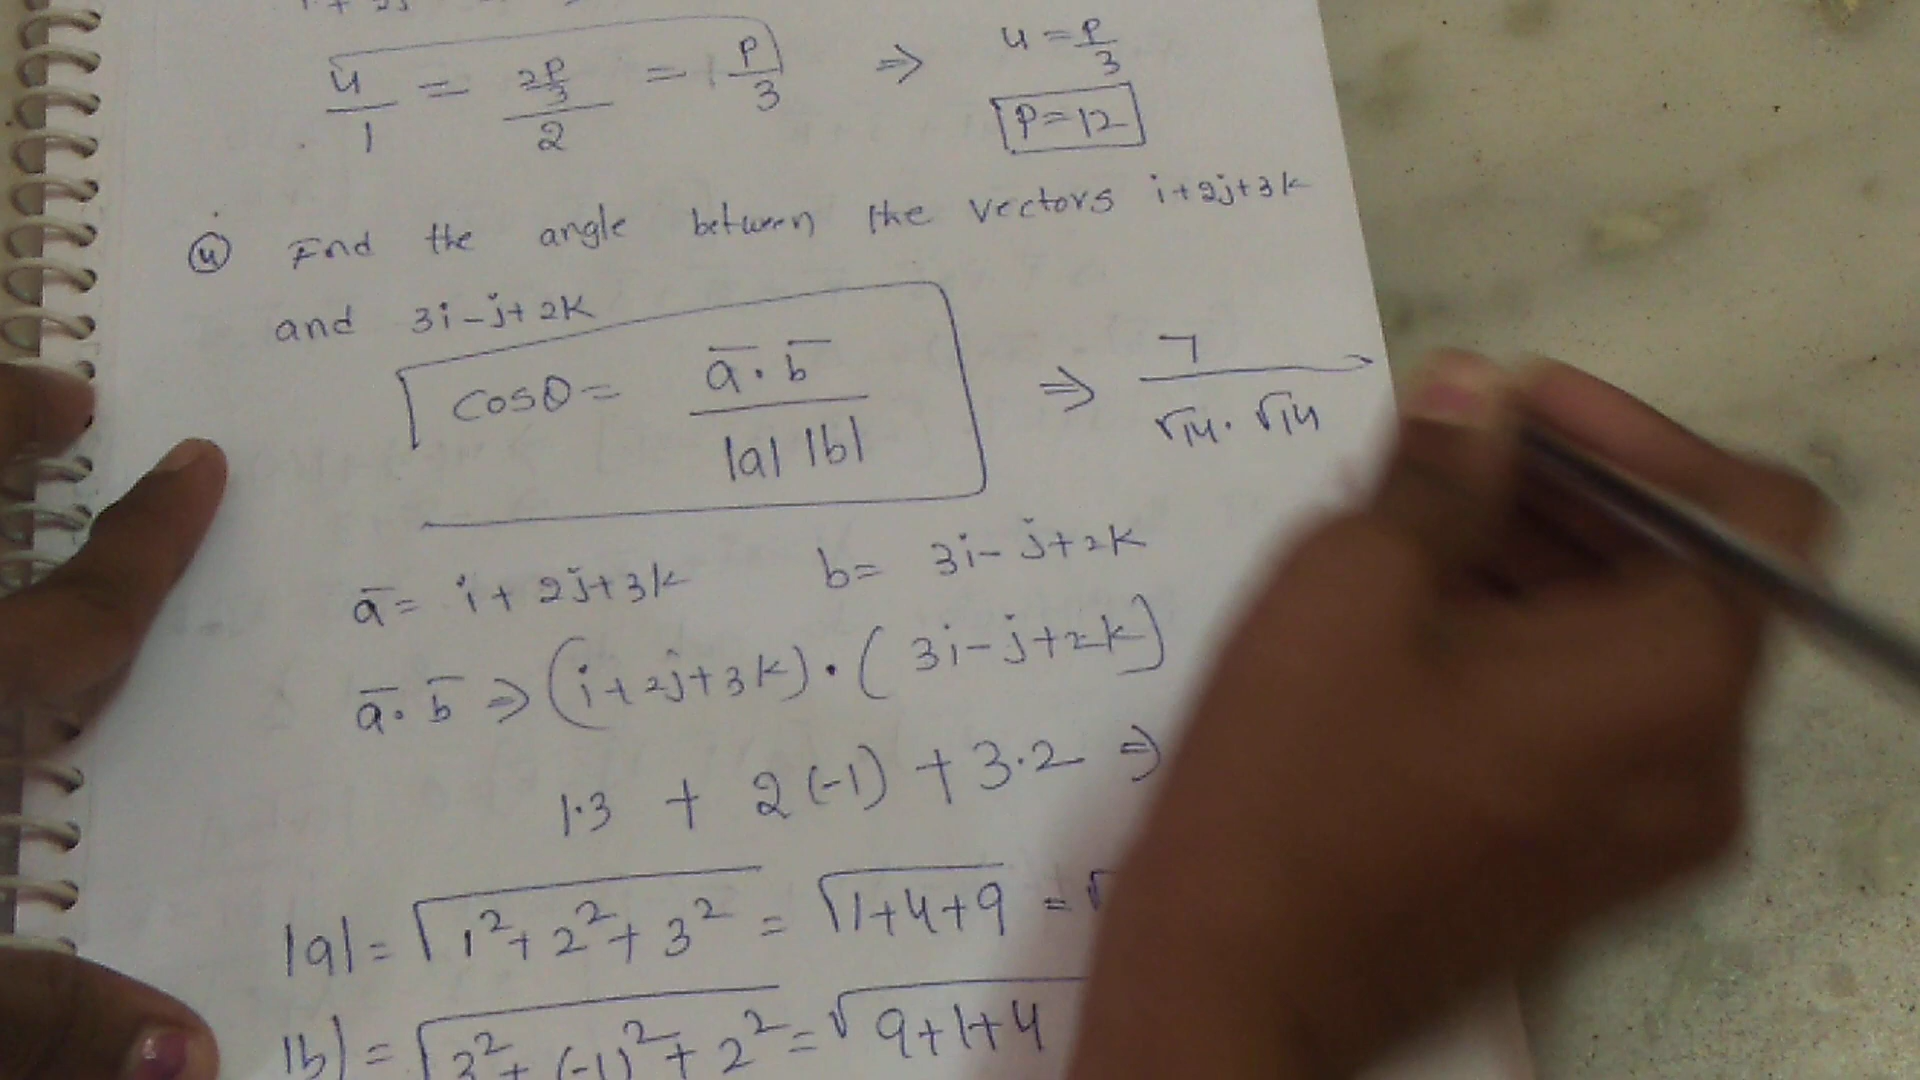 4/1 = (2p/3)/2 = p/3 ⇒ 4 = p/3
p=12
④ Find the angle between the vectors i+2j+3k
and 3i-j+2k
cosθ = a̅.b̅ / |a| |b| ⇒ 7 / √14.√14
a̅= i+2j+3k b= 3i-j+2k
a̅.b̅ ⇒ (i+2j+3k).(3i-j+2k)
1.3 + 2(-1) + 3.2 ⇒
|a| = √1²+2²+3² = √1+4+9 = √
|b| = √3²+(-1)²+2² = √9+1+4